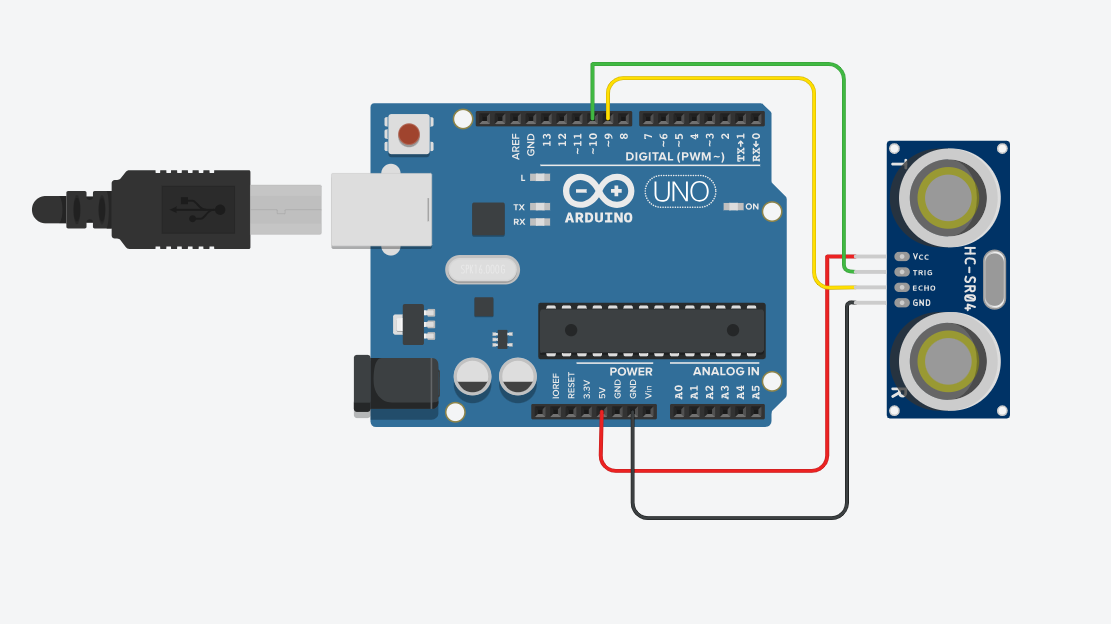 AREF
GND
13
12
~11
~10
~9
8
7
~6
~5
4
~3
2
TX→1
RX←0
DIGITAL (PWM~)
L
TX
RX
ARDUINO
UNO
ON
T
Vcc
TRIG
ECHO
GND
HC-SR04
R
POWER
ANALOG IN
IOREF
RESET
3.3V
5V
GND
GND
Vin
A0
A1
A2
A3
A4
A5